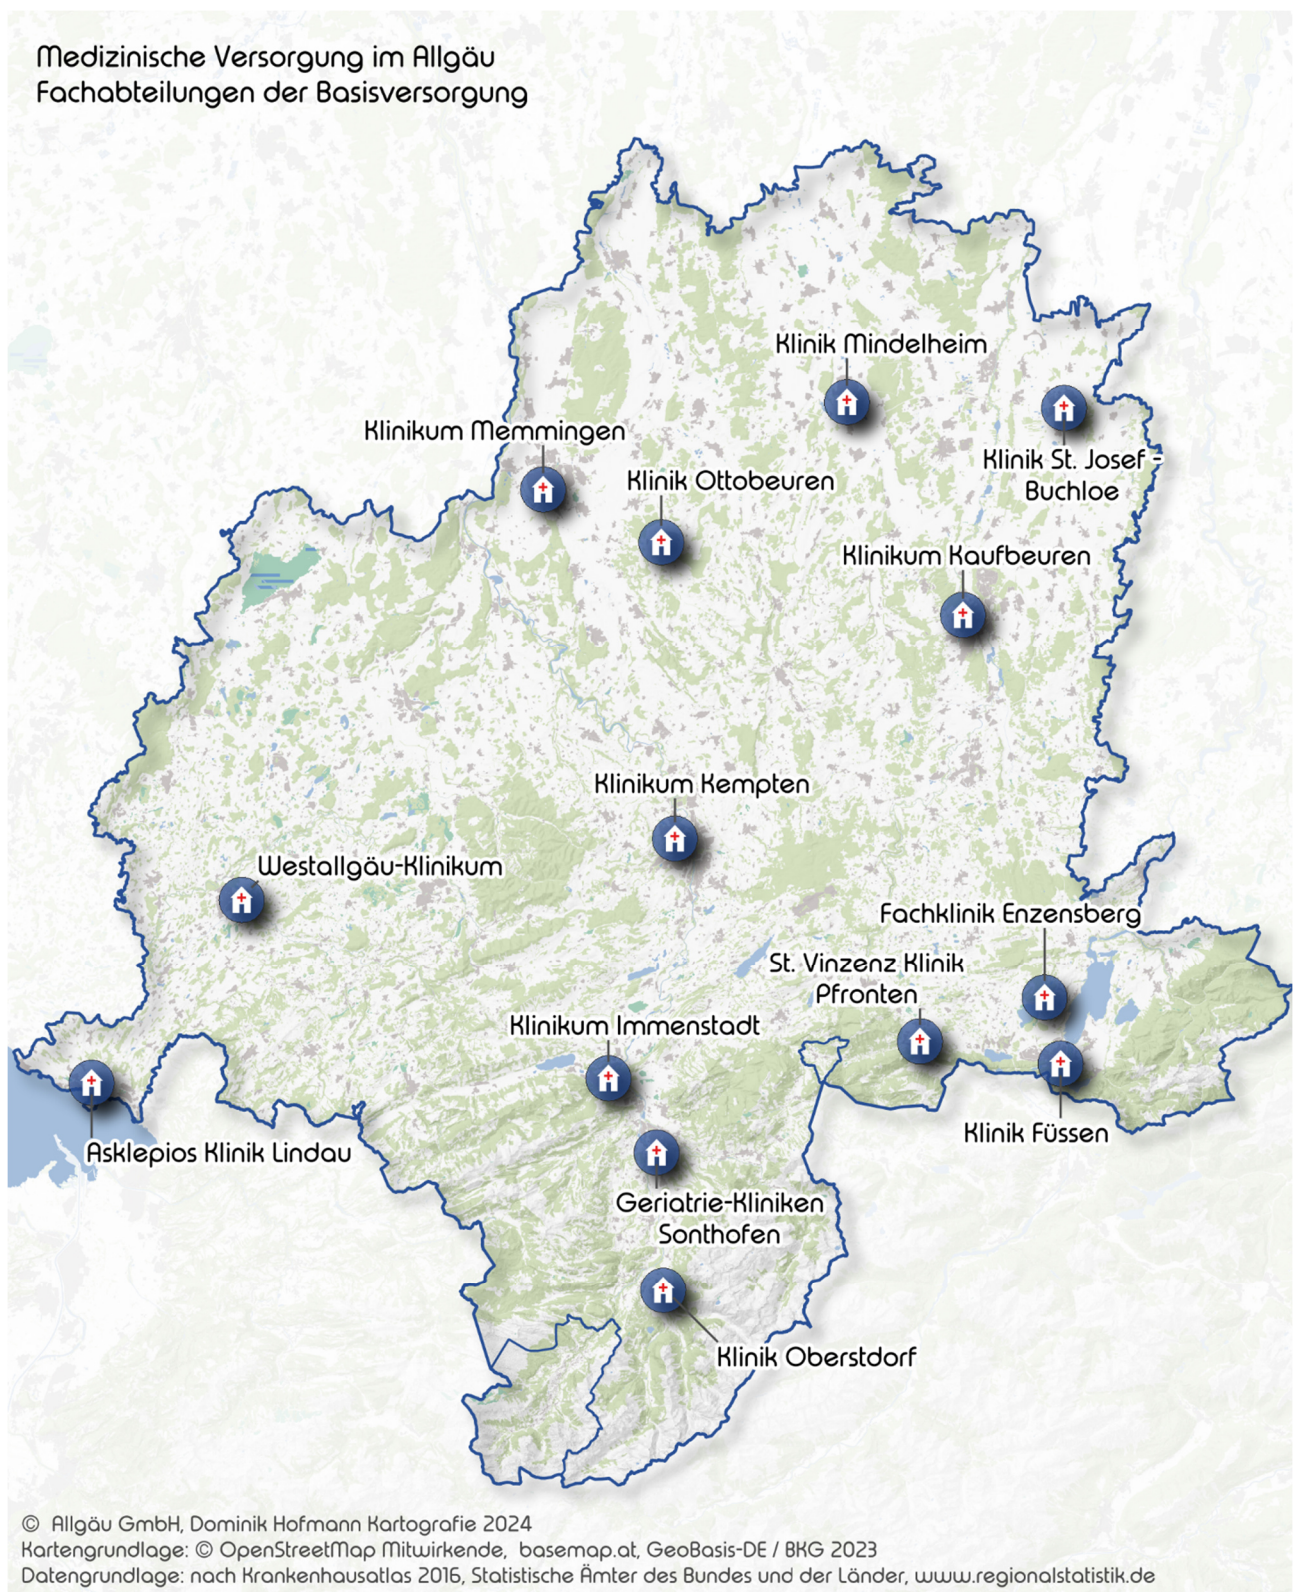 Medizinische Versorgung im Allgäu
Fachabteilungen der Basisversorgung
Klinik Mindelheim
Klinikum Memmingen
Klinik St. Josef -
Buchloe
Klinik Ottobeuren
Klinikum Kaufbeuren
Klinikum Kempten
Westallgäu-Klinikum
Fachklinik Enzensberg
St. Vinzenz Klinik
Pfronten
Klinikum Immenstadt
Klinik Füssen
Asklepios Klinik Lindau
Geriatrie-Kliniken
Sonthofen
Klinik Oberstdorf
© Allgäu GmbH, Dominik Hofmann Kartografie 2024
Kartengrundlage: © OpenStreetMap Mitwirkende, basemap.at, GeoBasis-DE / BKG 2023
Datengrundlage: nach Krankenhausatlas 2016, Statistische Ämter des Bundes und der Länder, www.regionalstatistik.de